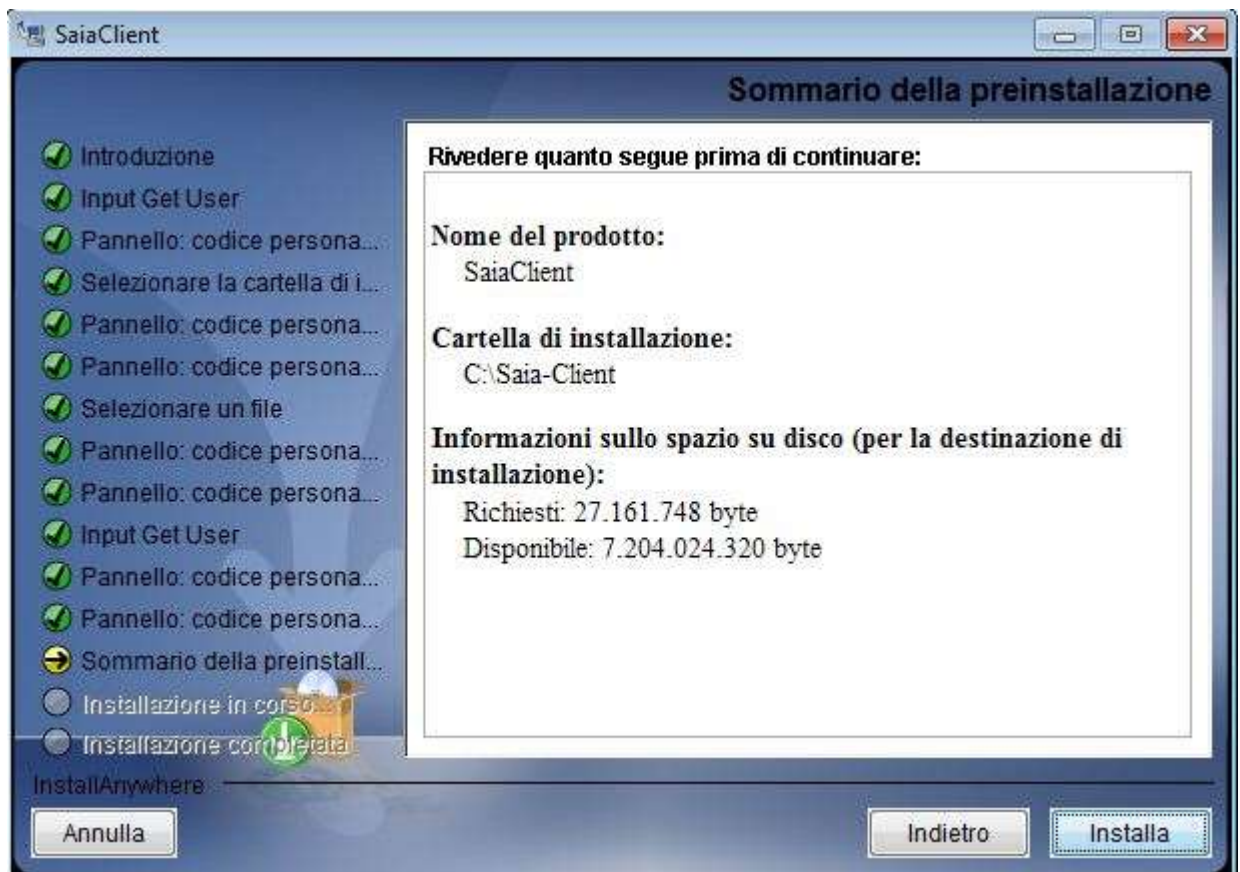 SaiaClient
Sommario della preinstallazione
Introduzione
Input Get User
Pannello: codice persona...
Selezionare la cartella di i...
Pannello: codice persona...
Pannello: codice persona...
Selezionare un file
Pannello: codice persona...
Pannello: codice persona...
Input Get User
Pannello: codice persona...
Pannello: codice persona...
Sommario della preinstall...
Installazione in corso...
Installazione completata
Rivedere quanto segue prima di continuare:
Nome del prodotto:
SaiaClient
Cartella di installazione:
C:\Saia-Client
Informazioni sullo spazio su disco (per la destinazione di
installazione):
Richiesti: 27.161.748 byte
Disponibile: 7.204.024.320 byte
InstallAnywhere
Annulla
Indietro
Installa